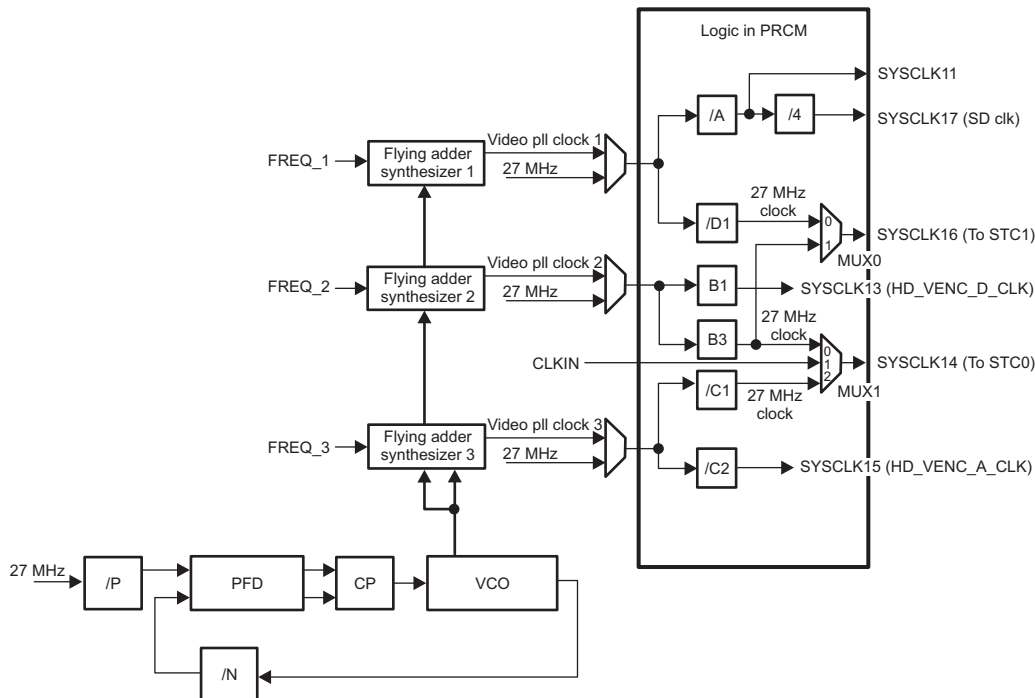 Logic in PRCM
SYSCLK11
/A
/4
SYSCLK17 (SD clk)
FREQ_1
Flying adder
synthesizer 1
Video pll clock 1
27 MHz
/D1
27 MHz
clock
0
1
MUX0
SYSCLK16 (To STC1)
FREQ_2
Flying adder
synthesizer 2
Video pll clock 2
27 MHz
B1
SYSCLK13 (HD_VENC_D_CLK)
B3
27 MHz
clock
CLKIN
0
1
2
MUX1
SYSCLK14 (To STC0)
/C1
27 MHz
clock
FREQ_3
Flying adder
synthesizer 3
Video pll clock 3
27 MHz
/C2
SYSCLK15 (HD_VENC_A_CLK)
27 MHz
/P
PFD
CP
VCO
/N